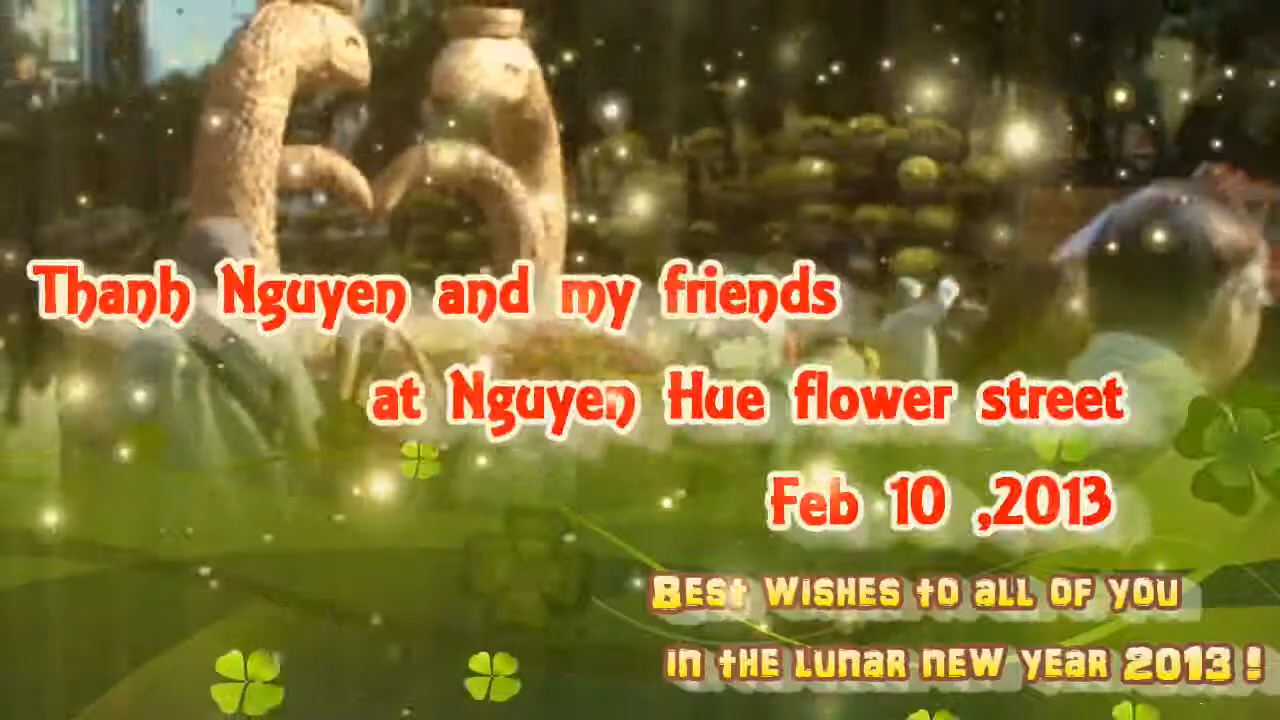 Thanh Nguyen and my friends
at Nguyen Hue flower street
Feb 10 ,2013
Best wishes to all of you
in the lunar new year 2013 !